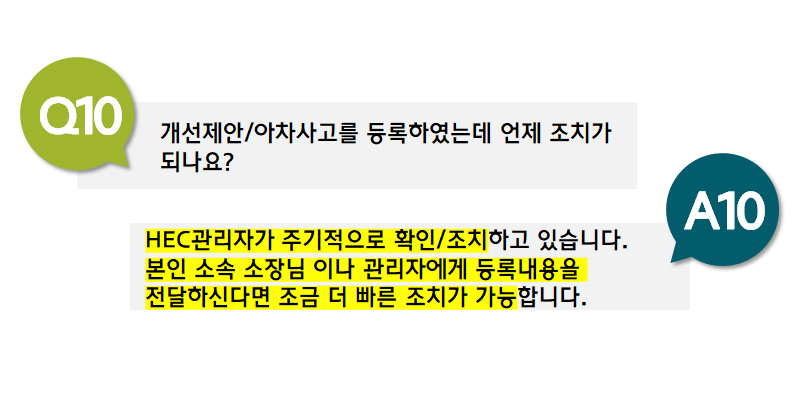 Q10
개선제안/아차사고를 등록하였는데 언제 조치가
되나요?
A10
HEC관리자가 주기적으로 확인/조치하고 있습니다.
본인 소속 소장님 이나 관리자에게 등록내용을
전달하신다면 조금 더 빠른 조치가 가능합니다.